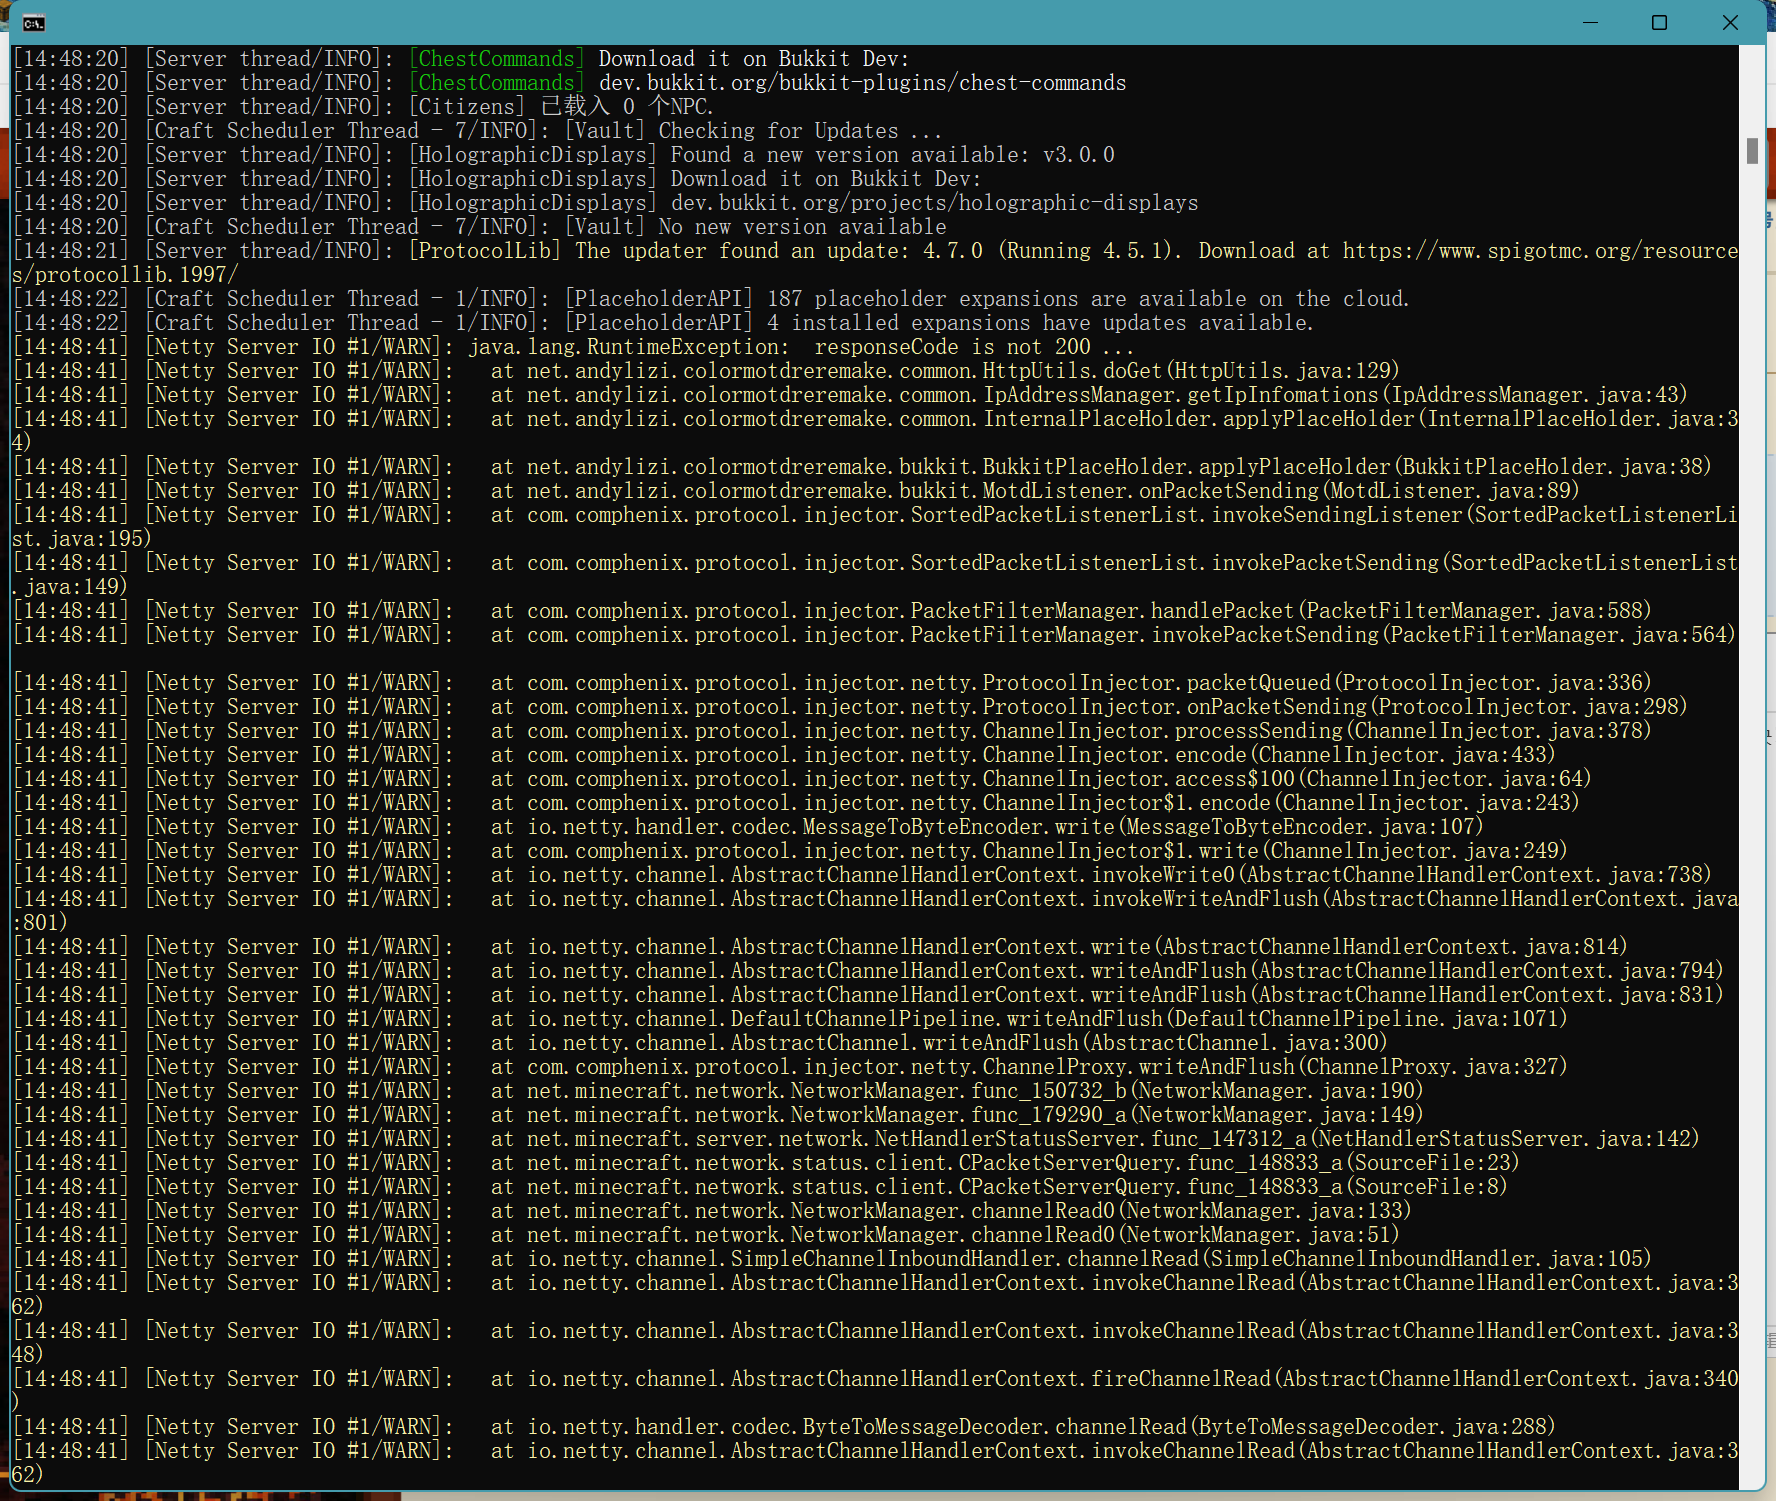 [14:48:20] [Server thread/INFO]: [ChestCommands] Download it on Bukkit Dev:
[14:48:20] [Server thread/INFO]: [ChestCommands] dev.bukkit.org/bukkit-plugins/chest-commands
[14:48:20] [Server thread/INFO]: [Citizens] 已载入 0 个NPC.
[14:48:20] [Craft Scheduler Thread - 7/INFO]: [Vault] Checking for Updates ...
[14:48:20] [Server thread/INFO]: [HolographicDisplays] Found a new version available: v3.0.0
[14:48:20] [Server thread/INFO]: [HolographicDisplays] Download it on Bukkit Dev:
[14:48:20] [Server thread/INFO]: [HolographicDisplays] dev.bukkit.org/projects/holographic-displays
[14:48:20] [Craft Scheduler Thread - 7/INFO]: [Vault] No new version available
[14:48:21] [Server thread/INFO]: [ProtocolLib] The updater found an update: 4.7.0 (Running 4.5.1). Download at https://www.spigotmc.org/resource
s/protocollib.1997/
[14:48:22] [Craft Scheduler Thread - 1/INFO]: [PlaceholderAPI] 187 placeholder expansions are available on the cloud.
[14:48:22] [Craft Scheduler Thread - 1/INFO]: [PlaceholderAPI] 4 installed expansions have updates available.
[14:48:41] [Netty Server IO #1/WARN]: java.lang.RuntimeException:  responseCode is not 200 ...
[14:48:41] [Netty Server IO #1/WARN]:   at net.andylizi.colormotdreremake.common.HttpUtils.doGet(HttpUtils.java:129)
[14:48:41] [Netty Server IO #1/WARN]:   at net.andylizi.colormotdreremake.common.IpAddressManager.getIpInfomations(IpAddressManager.java:43)
[14:48:41] [Netty Server IO #1/WARN]:   at net.andylizi.colormotdreremake.common.InternalPlaceHolder.applyPlaceHolder(InternalPlaceHolder.java:3
4)
[14:48:41] [Netty Server IO #1/WARN]:   at net.andylizi.colormotdreremake.bukkit.BukkitPlaceHolder.applyPlaceHolder(BukkitPlaceHolder.java:38)
[14:48:41] [Netty Server IO #1/WARN]:   at net.andylizi.colormotdreremake.bukkit.MotdListener.onPacketSending(MotdListener.java:89)
[14:48:41] [Netty Server IO #1/WARN]:   at com.comphenix.protocol.injector.SortedPacketListenerList.invokeSendingListener(SortedPacketListenerLi
st.java:195)
[14:48:41] [Netty Server IO #1/WARN]:   at com.comphenix.protocol.injector.SortedPacketListenerList.invokePacketSending(SortedPacketListenerList
.java:149)
[14:48:41] [Netty Server IO #1/WARN]:   at com.comphenix.protocol.injector.PacketFilterManager.handlePacket(PacketFilterManager.java:588)
[14:48:41] [Netty Server IO #1/WARN]:   at com.comphenix.protocol.injector.PacketFilterManager.invokePacketSending(PacketFilterManager.java:564)
[14:48:41] [Netty Server IO #1/WARN]:   at com.comphenix.protocol.injector.netty.ProtocolInjector.packetQueued(ProtocolInjector.java:336)
[14:48:41] [Netty Server IO #1/WARN]:   at com.comphenix.protocol.injector.netty.ProtocolInjector.onPacketSending(ProtocolInjector.java:298)
[14:48:41] [Netty Server IO #1/WARN]:   at com.comphenix.protocol.injector.netty.ChannelInjector.processSending(ChannelInjector.java:378)
[14:48:41] [Netty Server IO #1/WARN]:   at com.comphenix.protocol.injector.netty.ChannelInjector.encode(ChannelInjector.java:433)
[14:48:41] [Netty Server IO #1/WARN]:   at com.comphenix.protocol.injector.netty.ChannelInjector.access$100(ChannelInjector.java:64)
[14:48:41] [Netty Server IO #1/WARN]:   at com.comphenix.protocol.injector.netty.ChannelInjector$1.encode(ChannelInjector.java:243)
[14:48:41] [Netty Server IO #1/WARN]:   at io.netty.handler.codec.MessageToByteEncoder.write(MessageToByteEncoder.java:107)
[14:48:41] [Netty Server IO #1/WARN]:   at com.comphenix.protocol.injector.netty.ChannelInjector$1.write(ChannelInjector.java:249)
[14:48:41] [Netty Server IO #1/WARN]:   at io.netty.channel.AbstractChannelHandlerContext.invokeWrite0(AbstractChannelHandlerContext.java:738)
[14:48:41] [Netty Server IO #1/WARN]:   at io.netty.channel.AbstractChannelHandlerContext.invokeWriteAndFlush(AbstractChannelHandlerContext.java
:801)
[14:48:41] [Netty Server IO #1/WARN]:   at io.netty.channel.AbstractChannelHandlerContext.write(AbstractChannelHandlerContext.java:814)
[14:48:41] [Netty Server IO #1/WARN]:   at io.netty.channel.AbstractChannelHandlerContext.writeAndFlush(AbstractChannelHandlerContext.java:794)
[14:48:41] [Netty Server IO #1/WARN]:   at io.netty.channel.AbstractChannelHandlerContext.writeAndFlush(AbstractChannelHandlerContext.java:831)
[14:48:41] [Netty Server IO #1/WARN]:   at io.netty.channel.DefaultChannelPipeline.writeAndFlush(DefaultChannelPipeline.java:1071)
[14:48:41] [Netty Server IO #1/WARN]:   at io.netty.channel.AbstractChannel.writeAndFlush(AbstractChannel.java:300)
[14:48:41] [Netty Server IO #1/WARN]:   at com.comphenix.protocol.injector.netty.ChannelProxy.writeAndFlush(ChannelProxy.java:327)
[14:48:41] [Netty Server IO #1/WARN]:   at net.minecraft.network.NetworkManager.func_150732_b(NetworkManager.java:190)
[14:48:41] [Netty Server IO #1/WARN]:   at net.minecraft.network.NetworkManager.func_179290_a(NetworkManager.java:149)
[14:48:41] [Netty Server IO #1/WARN]:   at net.minecraft.server.network.NetHandlerStatusServer.func_147312_a(NetHandlerStatusServer.java:142)
[14:48:41] [Netty Server IO #1/WARN]:   at net.minecraft.network.status.client.CPacketServerQuery.func_148833_a(SourceFile:23)
[14:48:41] [Netty Server IO #1/WARN]:   at net.minecraft.network.status.client.CPacketServerQuery.func_148833_a(SourceFile:8)
[14:48:41] [Netty Server IO #1/WARN]:   at net.minecraft.network.NetworkManager.channelRead0(NetworkManager.java:133)
[14:48:41] [Netty Server IO #1/WARN]:   at net.minecraft.network.NetworkManager.channelRead0(NetworkManager.java:51)
[14:48:41] [Netty Server IO #1/WARN]:   at io.netty.channel.SimpleChannelInboundHandler.channelRead(SimpleChannelInboundHandler.java:105)
[14:48:41] [Netty Server IO #1/WARN]:   at io.netty.channel.AbstractChannelHandlerContext.invokeChannelRead(AbstractChannelHandlerContext.java:3
62)
[14:48:41] [Netty Server IO #1/WARN]:   at io.netty.channel.AbstractChannelHandlerContext.invokeChannelRead(AbstractChannelHandlerContext.java:3
48)
[14:48:41] [Netty Server IO #1/WARN]:   at io.netty.channel.AbstractChannelHandlerContext.fireChannelRead(AbstractChannelHandlerContext.java:340
)
[14:48:41] [Netty Server IO #1/WARN]:   at io.netty.handler.codec.ByteToMessageDecoder.channelRead(ByteToMessageDecoder.java:288)
[14:48:41] [Netty Server IO #1/WARN]:   at io.netty.channel.AbstractChannelHandlerContext.invokeChannelRead(AbstractChannelHandlerContext.java:3
62)